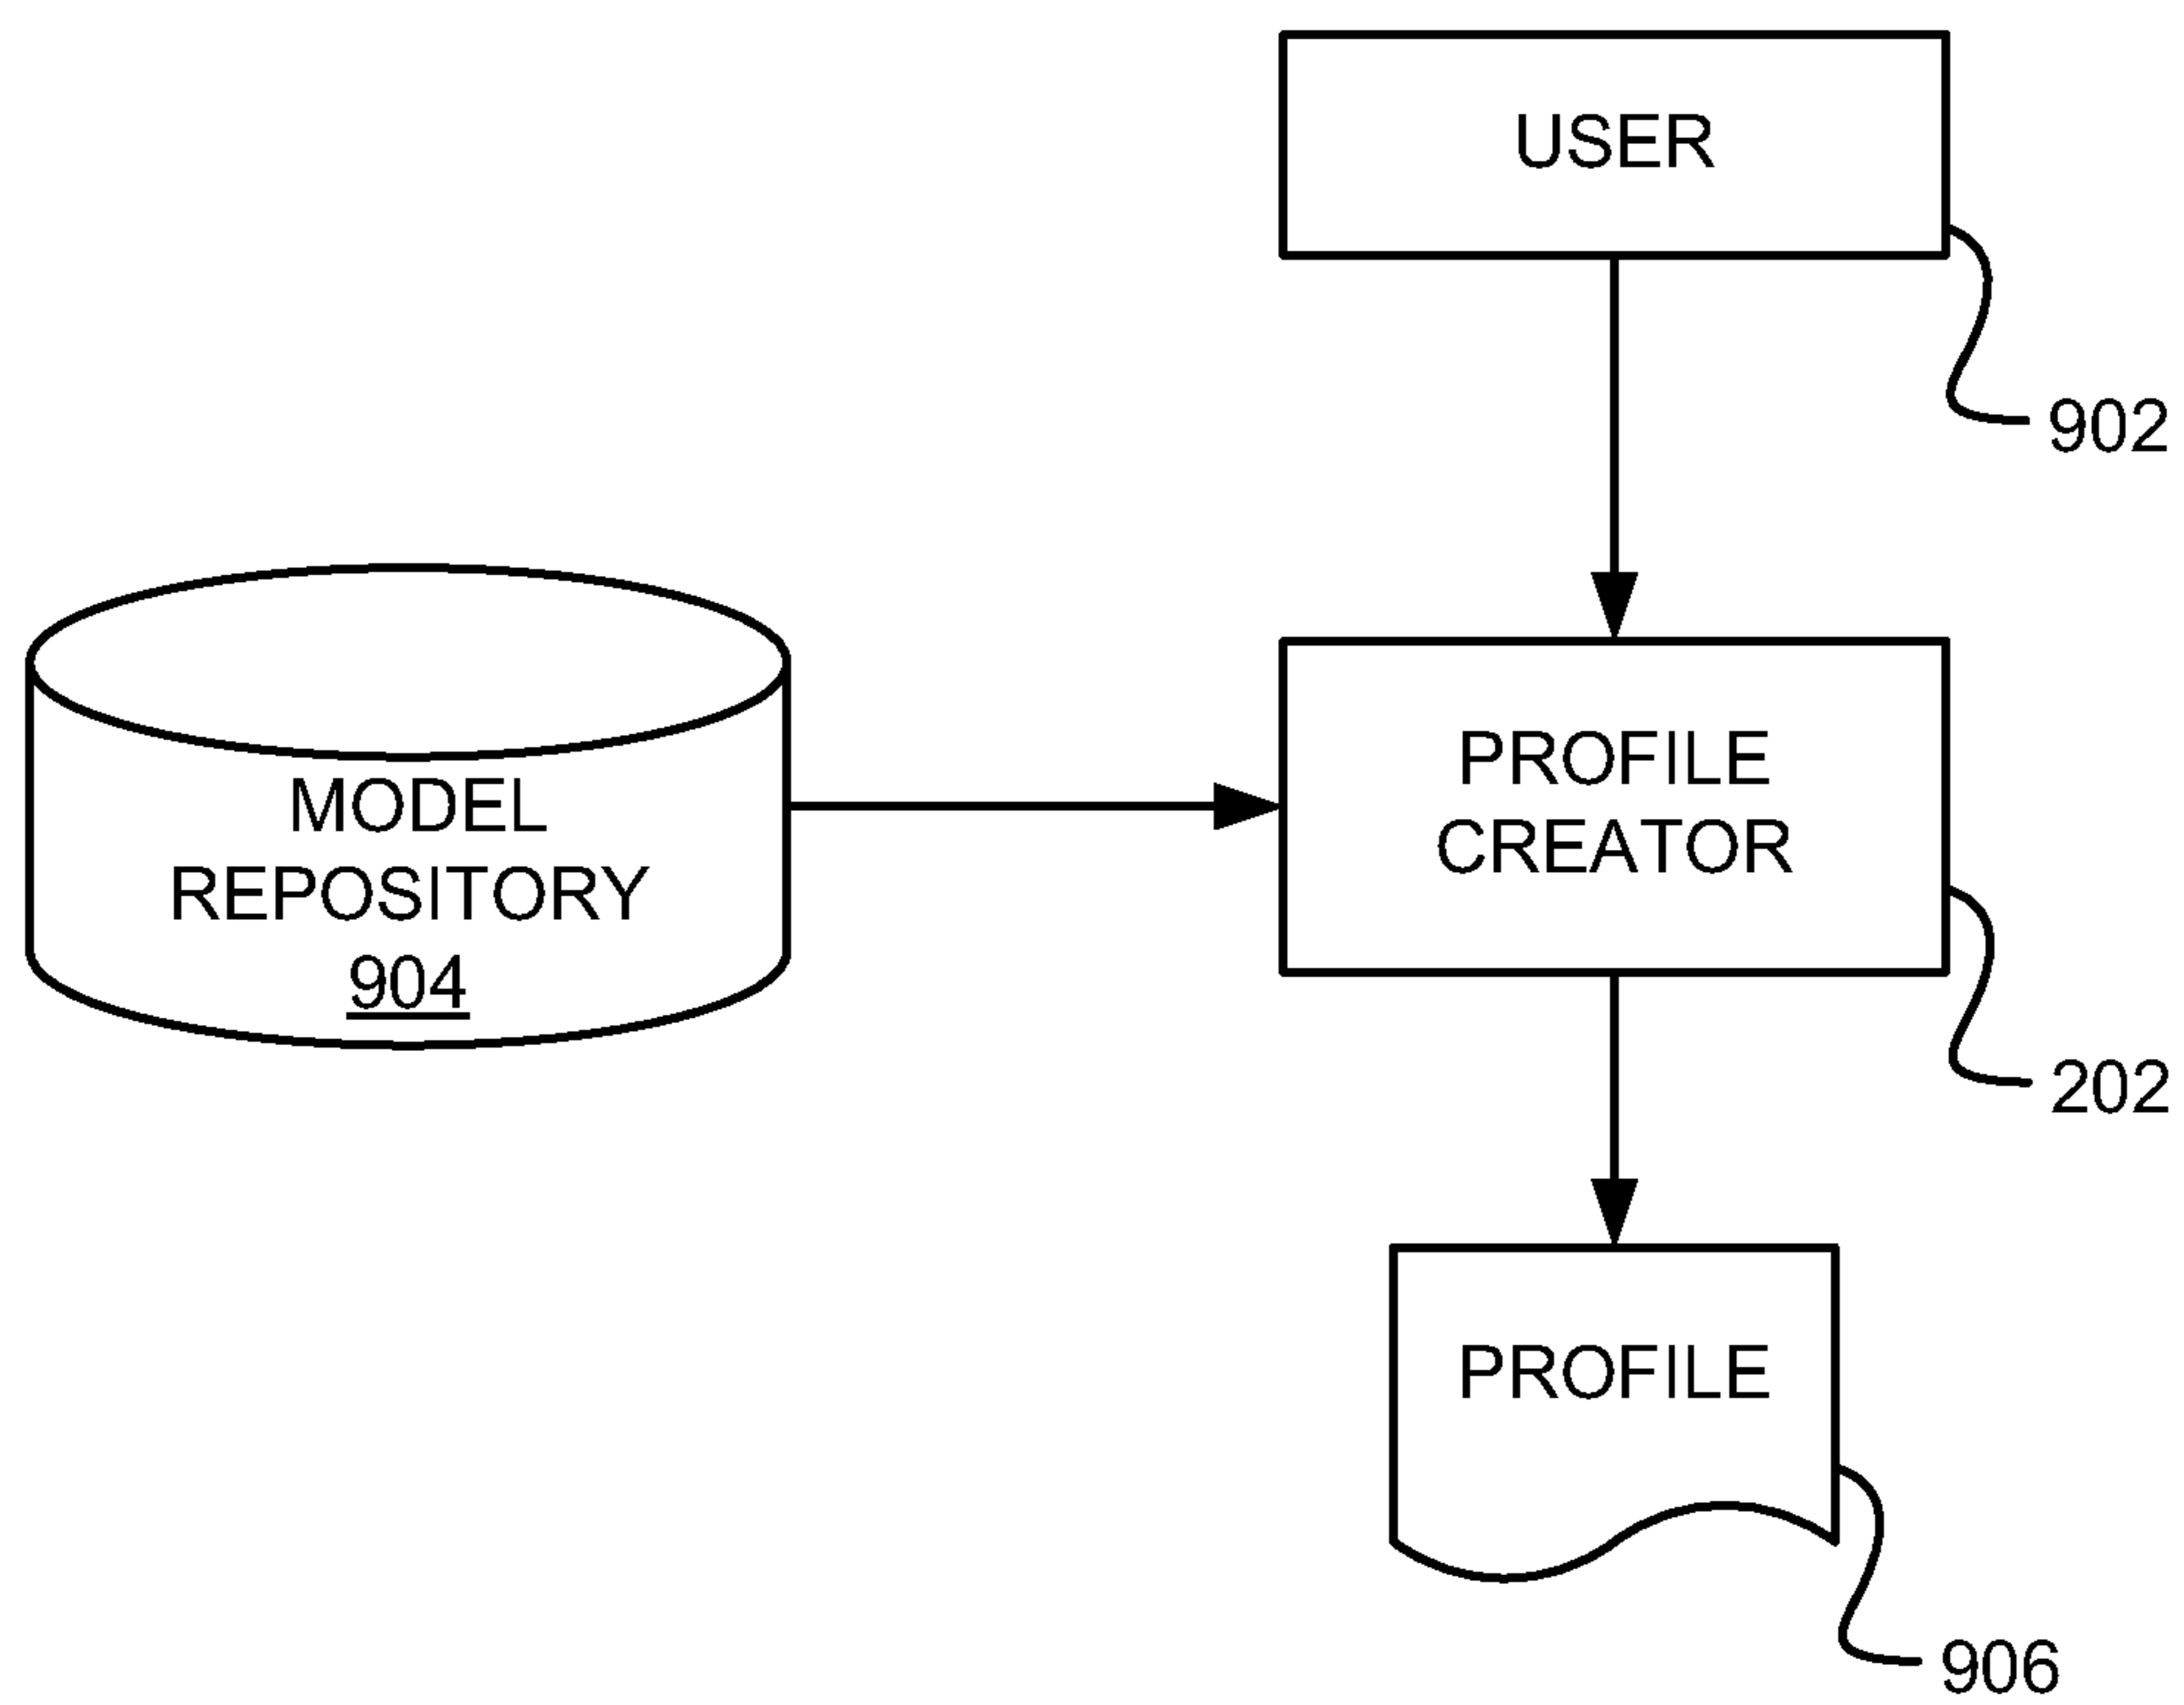 USER
902
MODEL
REPOSITORY
904
PROFILE
CREATOR
202
PROFILE
906